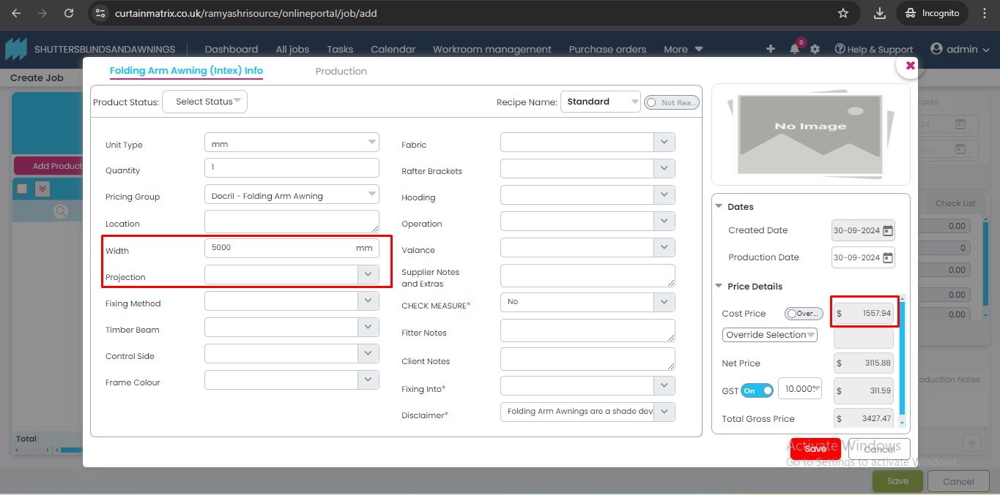 curtainmatrix.co.uk/ramyashrisource/onlineportal/job/add
Incognito
SHUTTERSBLINDSANDAWNINGS
Dashboard
All jobs
Tasks
Calendar
Workroom management
Purchase orders
More
0
Help & Support
admin
Create Job
Folding Arm Awning (Intex) Info
Production
Product Status:
Select Status
Recipe Name:
Standard
Not Rea...
Add Product
Unit Type
mm
Quantity
1
Pricing Group
Docril - Folding Arm Awning
Location
Width
5000
mm
Projection
Fixing Method
Timber Beam
Control Side
Frame Colour
Fabric
Rafter Brackets
Hooding
Operation
Valance
Supplier Notes
and Extras
CHECK MEASURE*
No
Fitter Notes
Client Notes
Fixing Into*
Disclaimer*
Folding Arm Awnings are a shade dev
No Image
Dates
Created Date
30-09-2024
Production Date
30-09-2024
Price Details
Cost Price
Over...
$ 1557.94
Override Selection
Net Price
$ 3115.88
GST
On
10.000%
$ 311.59
Total Gross Price
$ 3427.47
Save
Cancel
Check List
0.00
0
0.00
0.00
0.00
Total
Activate Windows
Go to Settings to activate Windows.
Save
Cancel